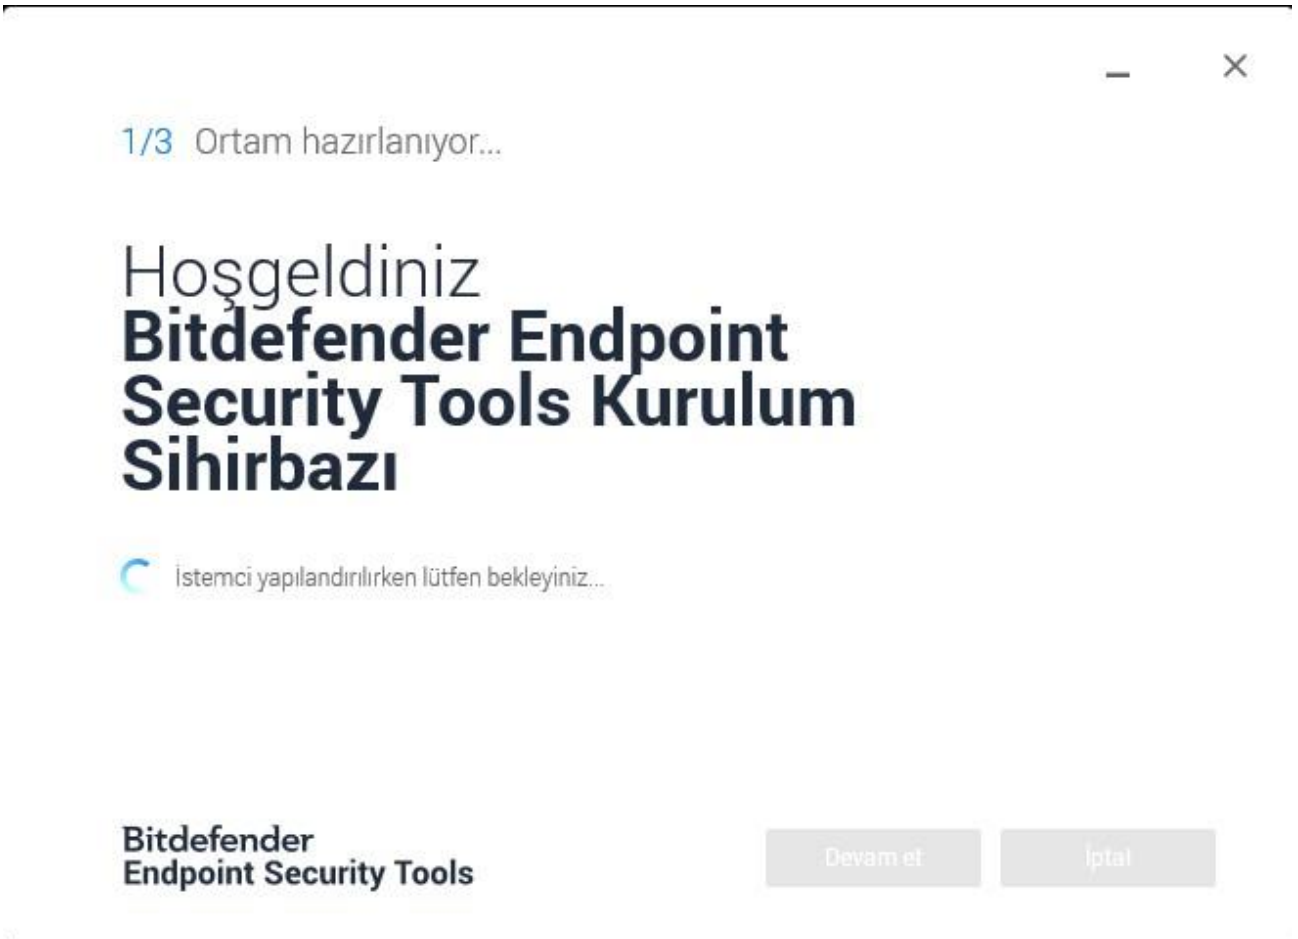 1/3 Ortam hazırlanıyor...
Hoşgeldiniz
Bitdefender Endpoint
Security Tools Kurulum
Sihirbazı
İstemci yapılandırılırken lütfen bekleyiniz...
Bitdefender
Endpoint Security Tools
Devam et
İptal